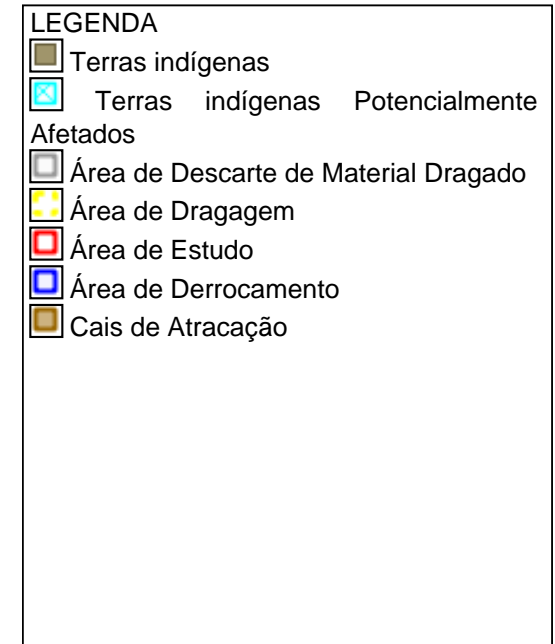 LEGENDA
Terras indígenas
Terras indígenas Potencialmente
Afetados
Área de Descarte de Material Dragado
Área de Dragagem
Área de Estudo
Área de Derrocamento
Cais de Atracação